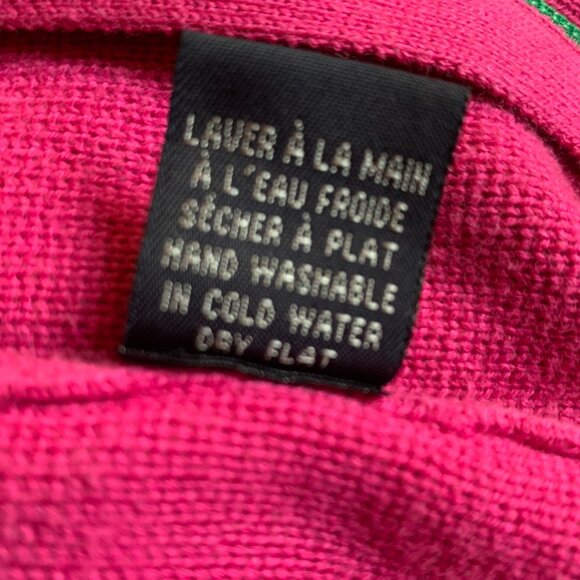 LAVER À LA MAIN
À L'EAU FROIDE
SÉCHER À PLAT
HAND WASHABLE
IN COLD WATER
DRY FLAT